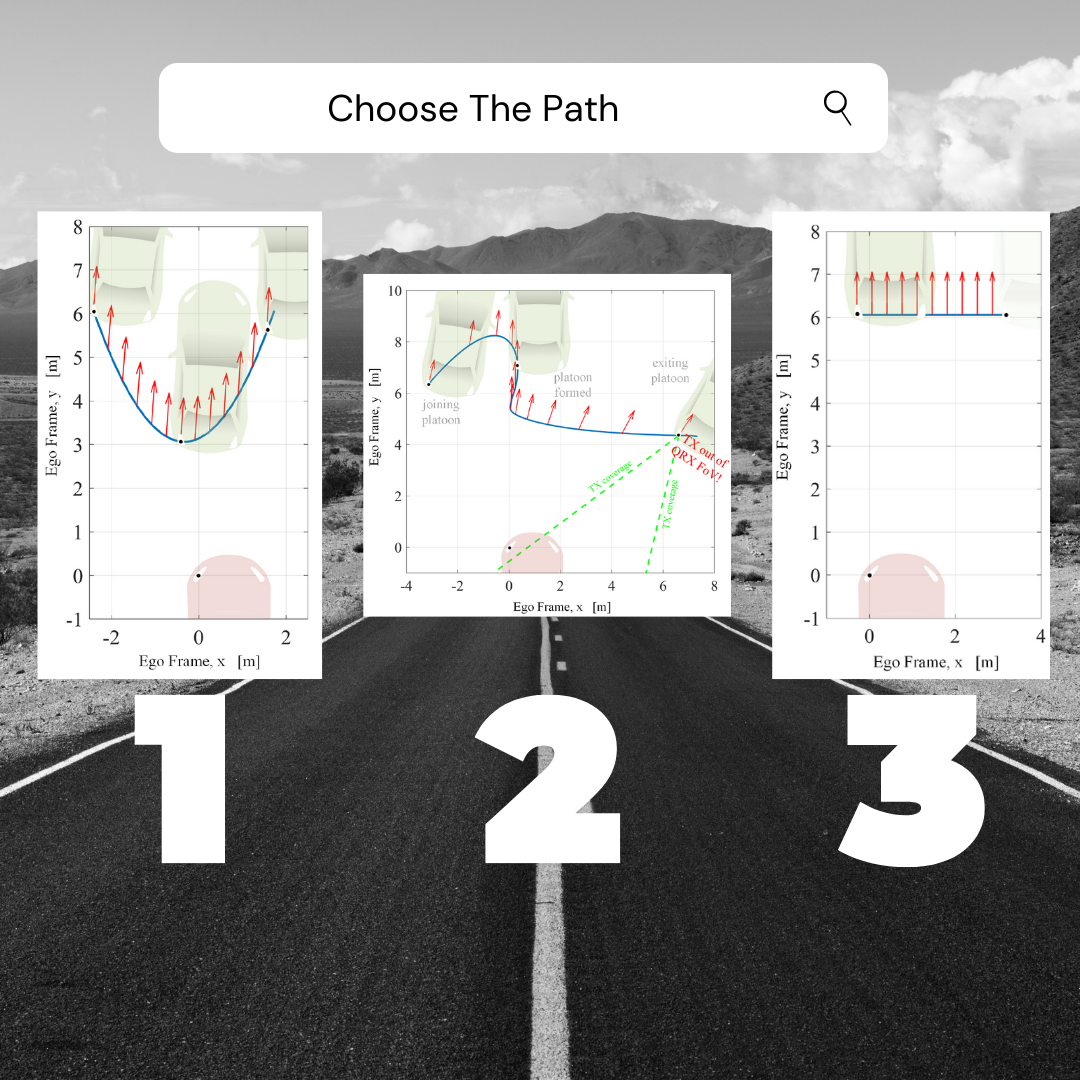 Choose The Path
8
7
6
5
4
3
2
1
0
-1
-2
0
2
Ego Frame, y [m]
Ego Frame, x [m]
10
8
6
4
2
0
-4
-2
0
2
4
6
8
Ego Frame, y [m]
Ego Frame, x [m]
joining
platoon
platoon
formed
exiting
platoon
TX coverage
TX coverage
TX out of
QRX FoV!
8
7
6
5
4
3
2
1
0
-1
0
2
4
Ego Frame, y [m]
Ego Frame, x [m]
1
2
3